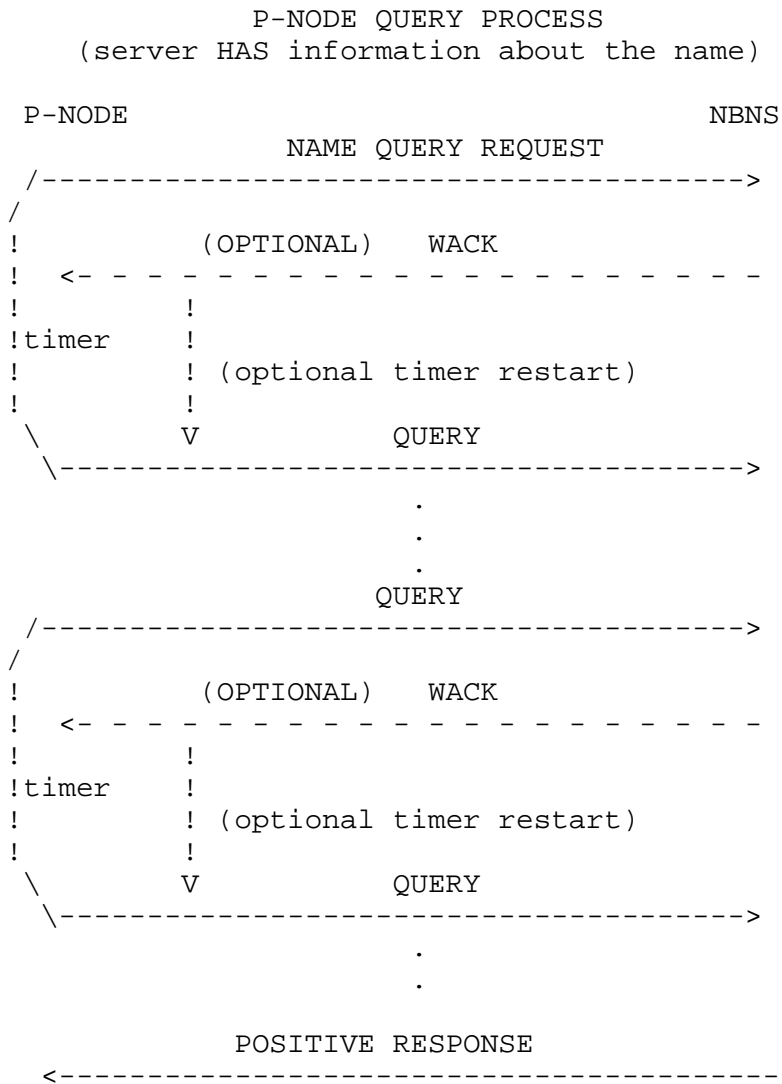 P-NODE QUERY PROCESS
(server HAS information about the name)
P-NODE NBNS
NAME QUERY REQUEST
(OPTIONAL) WACK
timer
(optional timer restart)
V QUERY
.
.
.
QUERY
(OPTIONAL) WACK
timer
(optional timer restart)
V QUERY
.
.
POSITIVE RESPONSE